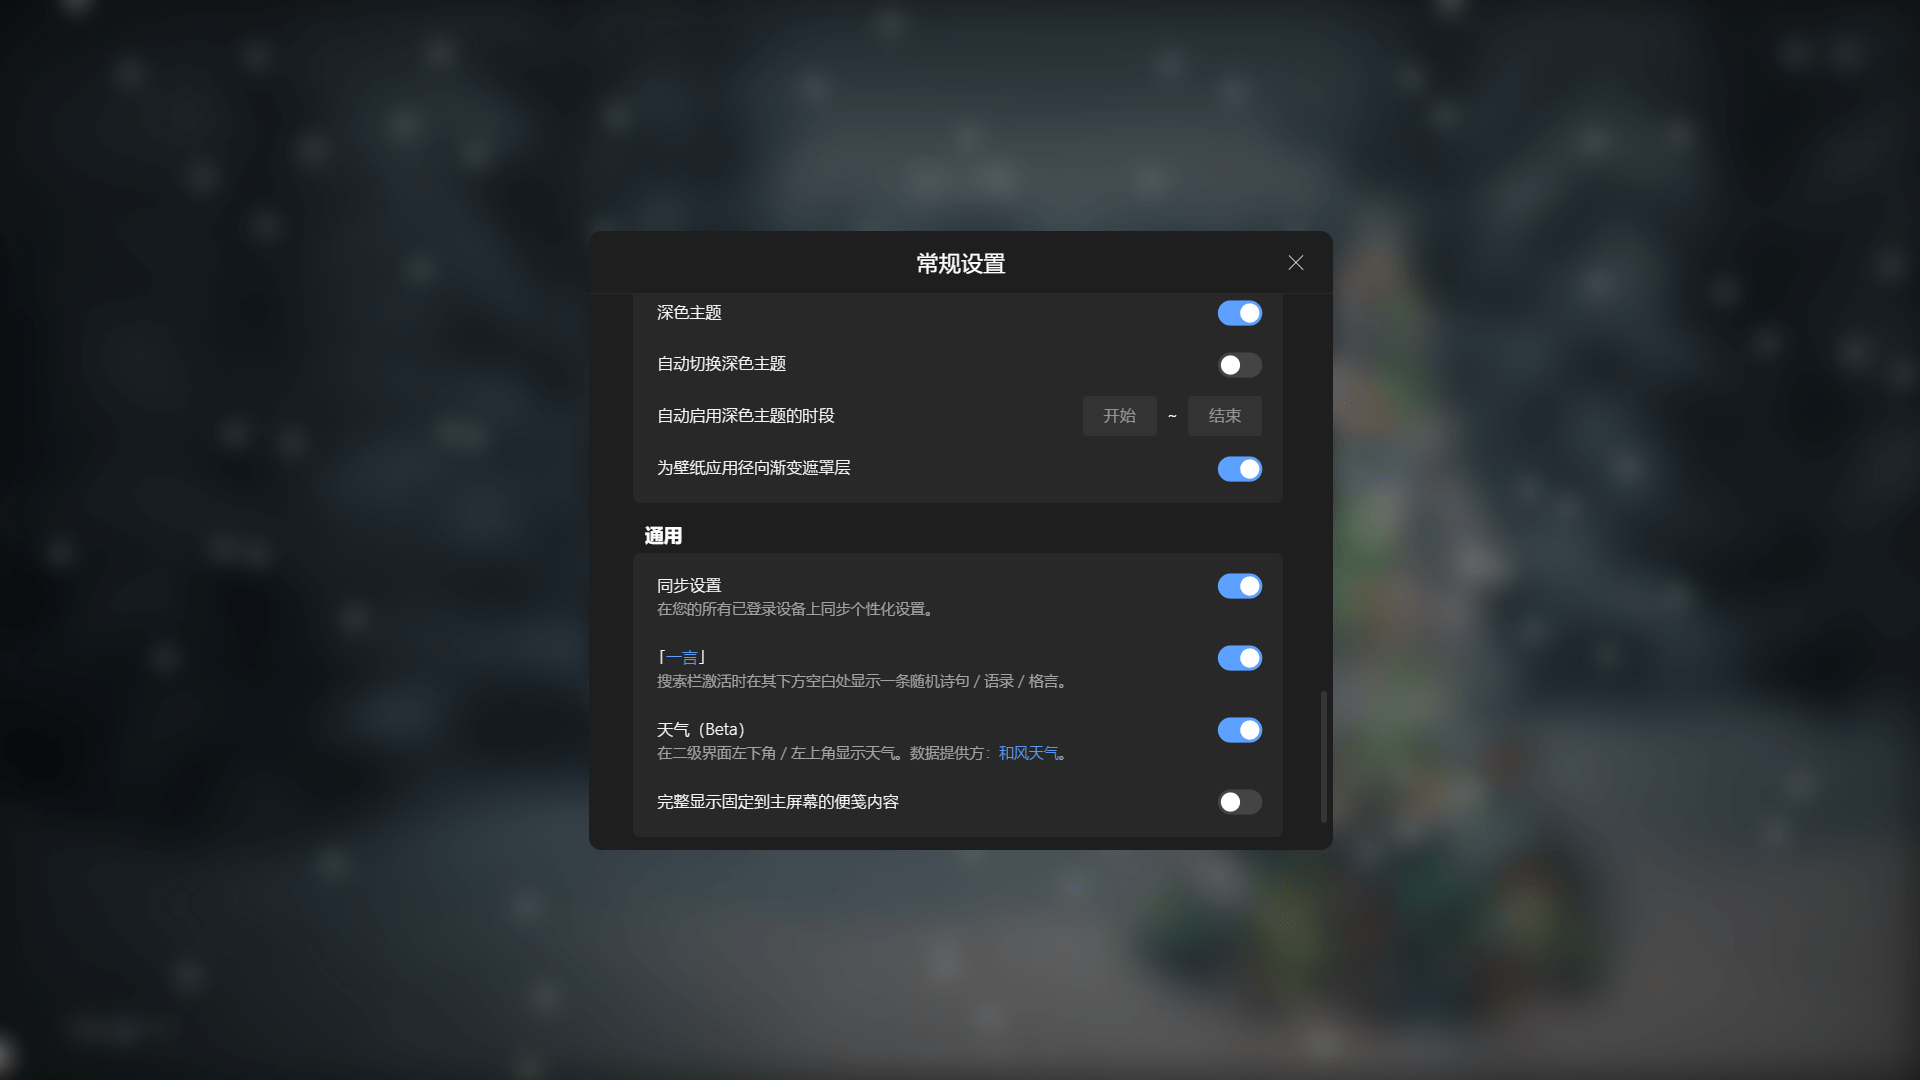 常规设置
深色主题
自动切换深色主题
自动启用深色主题的时段 开始 ~ 结束
为壁纸应用径向渐变遮罩层
通用
同步设置
在您的所有已登录设备上同步个性化设置。
「一言」
搜索栏激活时在其下方空白处显示一条随机诗句 / 语录 / 格言。
天气（Beta）
在二级界面左下角 / 左上角显示天气。数据提供方：和风天气。
完整显示固定到主屏幕的便笺内容